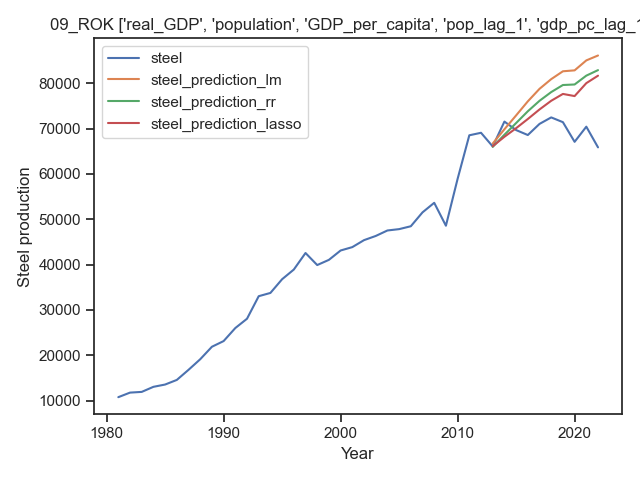 09_ROK ['real_GDP', 'population', 'GDP_per_capita', 'pop_lag_1', 'gdp_pc_lag_1
steel
steel_prediction_lm
steel_prediction_rr
steel_prediction_lasso
Steel production
80000
70000
60000
50000
40000
30000
20000
10000
1980
1990
2000
2010
2020
Year